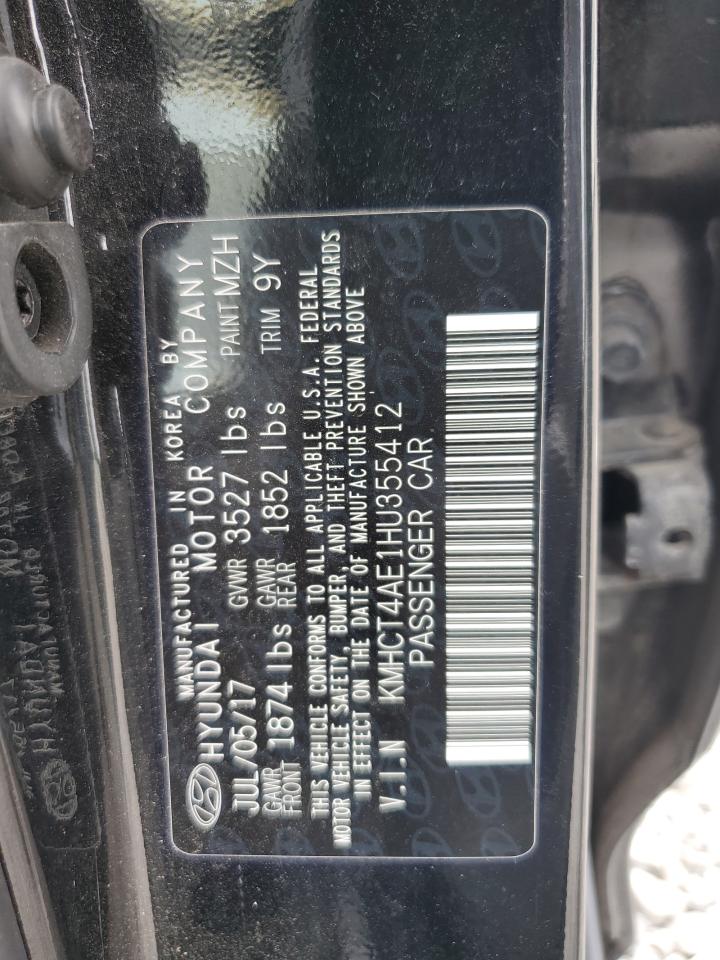 MANUFACTURED IN KOREA BY
HYUNDAI MOTOR COMPANY
JUL/05/17 GVWR 3527 lbs PAINT MZH
GAWR FRONT 1874 lbs GAWR REAR 1852 lbs TRIM 9Y
THIS VEHICLE CONFORMS TO ALL APPLICABLE U.S.A. FEDERAL
MOTOR VEHICLE SAFETY, BUMPER, AND THEFT PREVENTION STANDARDS
IN EFFECT ON THE DATE OF MANUFACTURE SHOWN ABOVE
V.I.N KMHCT4AE1HU355412
PASSENGER CAR